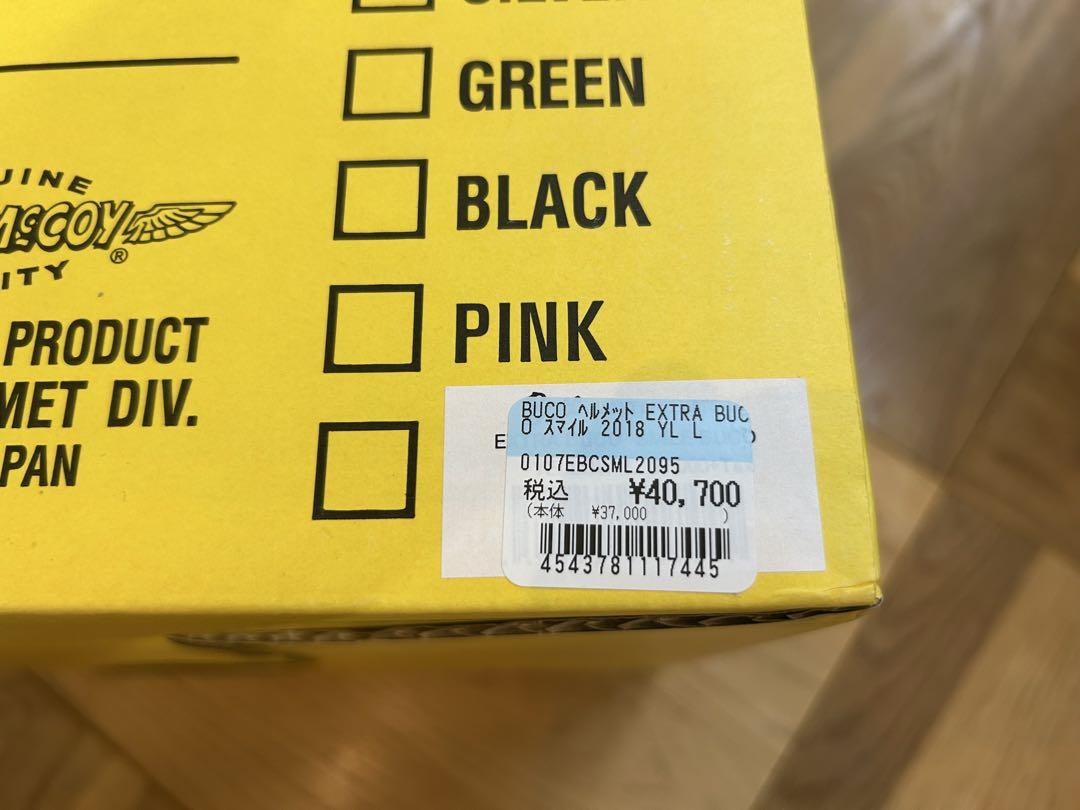 GREEN
BLACK
PINK
UINE
McCOY®
ITY
PRODUCT
MET DIV.
PAN
BUCO ヘルメット EXTRA BUC
O スマイル 2018 YL L
0107EBCSML2095
税込 ¥40,700
(本体 ¥37,000 )
4543781117445